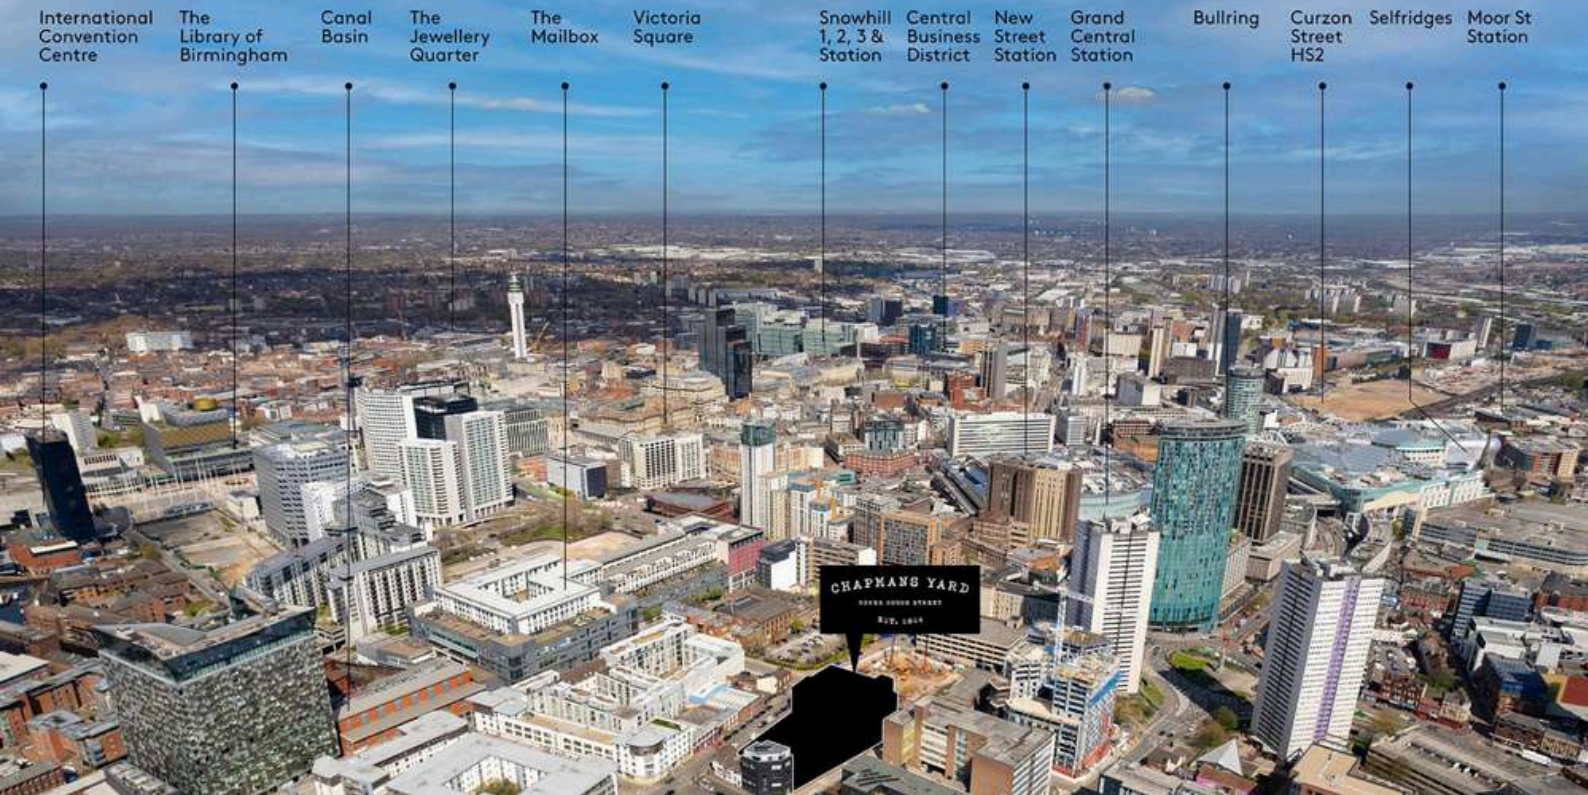 International
Convention
Centre
The
Library of
Birmingham
Canal
Basin
The
Jewellery
Quarter
The
Mailbox
Victoria
Square
Snowhill
1, 2, 3 &
Station
Central
Business
District
New
Street
Station
Grand
Central
Station
Bullring
Curzon
Street
HS2
Selfridges
Moor St
Station
CHAPMANS YARD
STREET
EST.